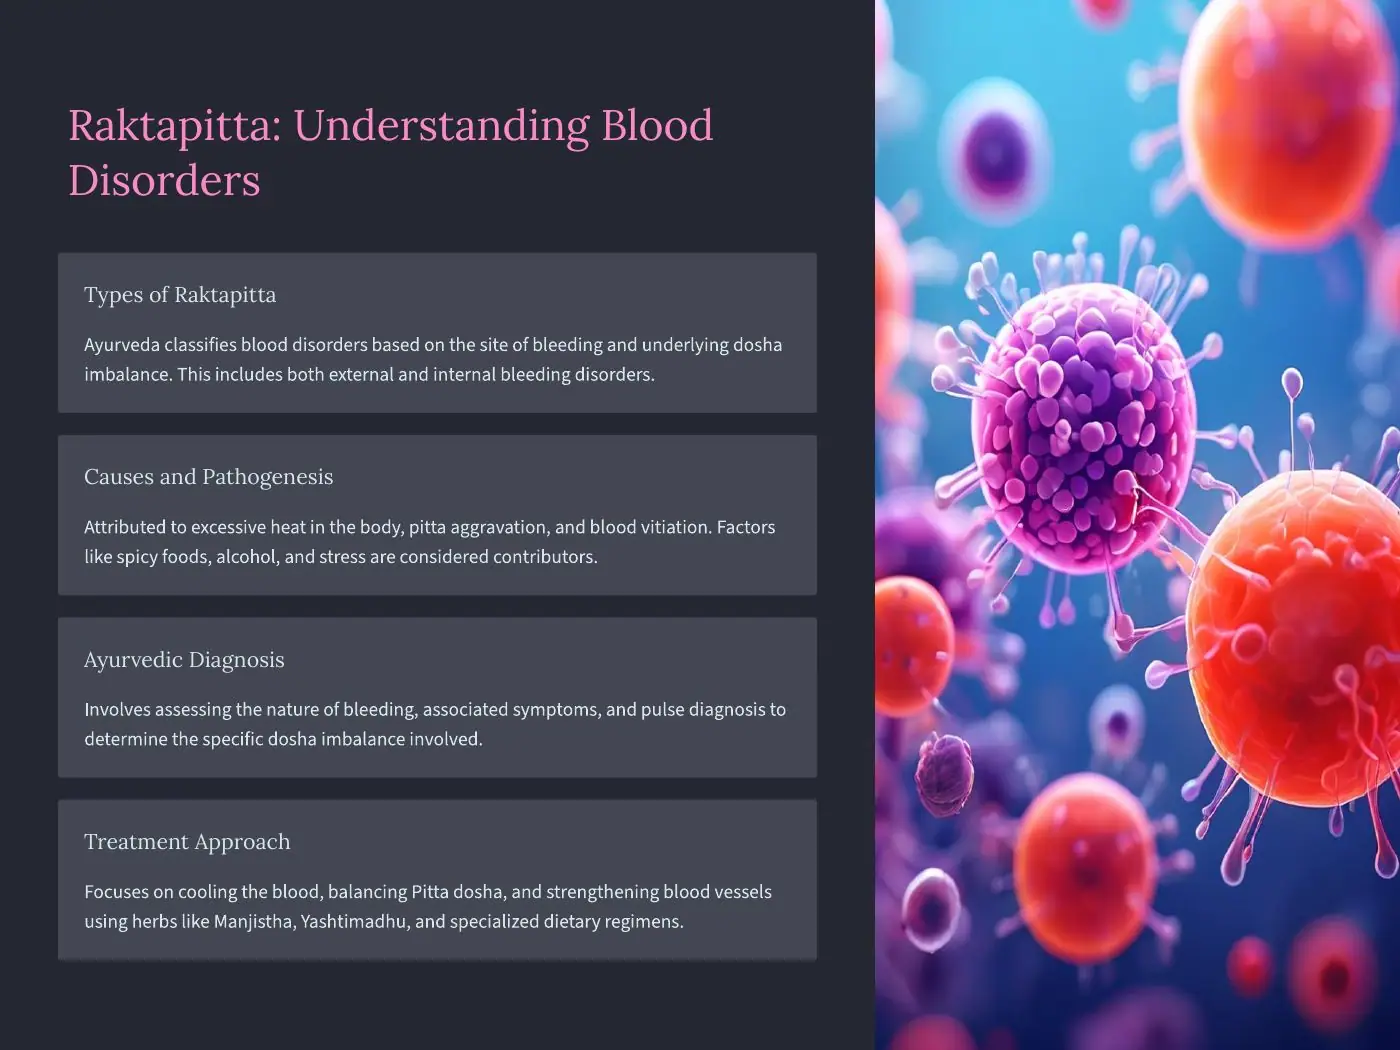 Raktapitta: Understanding Blood
Disorders
Types of Raktapitta
Ayurveda classifies blood disorders based on the site of bleeding and underlying dosha
imbalance. This includes both external and internal bleeding disorders.
Causes and Pathogenesis
Attributed to excessive heat in the body, pitta aggravation, and blood vitiation. Factors
like spicy foods, alcohol, and stress are considered contributors.
Ayurvedic Diagnosis
Involves assessing the nature of bleeding, associated symptoms, and pulse diagnosis to
determine the specific dosha imbalance involved.
Treatment Approach
Focuses on cooling the blood, balancing Pitta dosha, and strengthening blood vessels
using herbs like Manjistha, Yashtimadhu, and specialized dietary regimens.